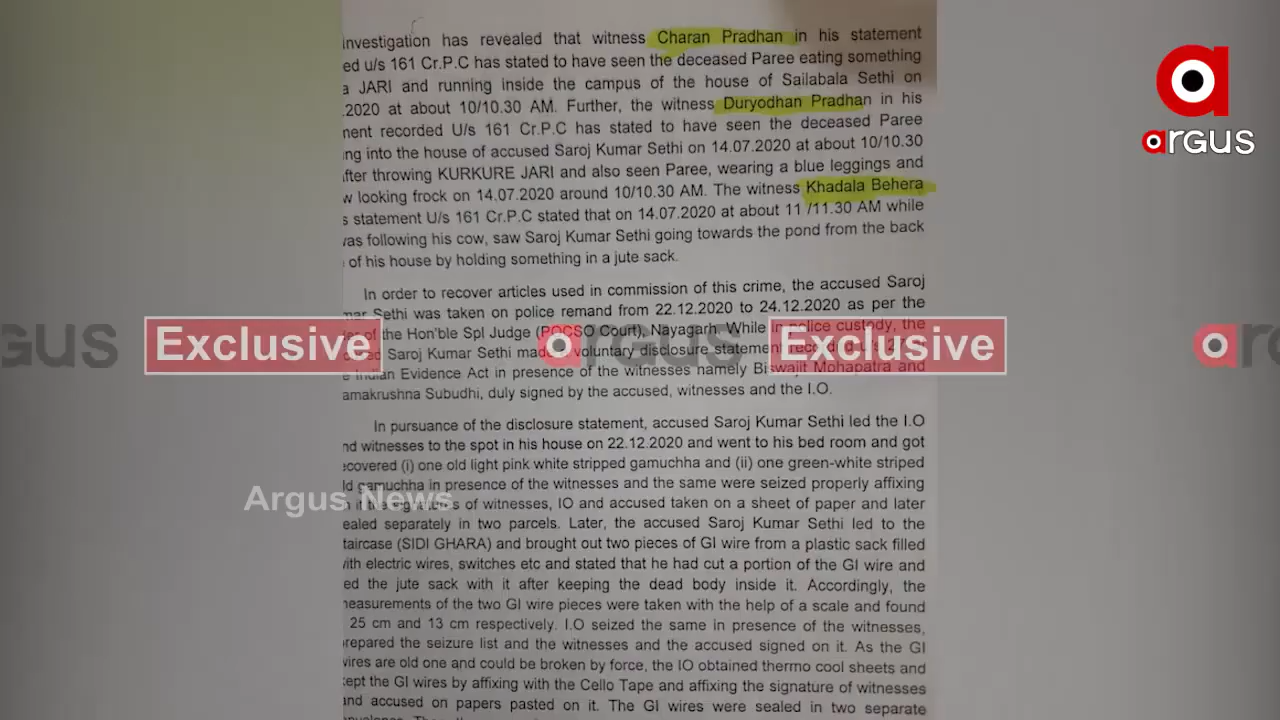 investigation has revealed that witness Charan Pradhan in his statement
ed u/s 161 Cr.P.C has stated to have seen the deceased Paree eating something
a JARI and running inside the campus of the house of Sailabala Sethi on
.2020 at about 10/10.30 AM. Further, the witness Duryodhan Pradhan in his
ment recorded U/s 161 Cr.P.C has stated to have seen the deceased Paree
ng into the house of accused Saroj Kumar Sethi on 14.07.2020 at about 10/10.30
fter throwing KURKURE JARI and also seen Paree, wearing a blue leggings and
w looking frock on 14.07.2020 around 10/10.30 AM. The witness Khadala Behera
s statement U/s 161 Cr.P.C stated that on 14.07.2020 at about 11 /11.30 AM while
was following his cow, saw Saroj Kumar Sethi going towards the pond from the back
of his house by holding something in a jute sack.
In order to recover articles used in commission of this crime, the accused Saroj
mar Sethi was taken on police remand from 22.12.2020 to 24.12.2020 as per the
of the Hon'ble Spl Judge (POCSO Court), Nayagarh. While in police custody, the
Saroj Kumar Sethi made voluntary disclosure statement
Indian Evidence Act in presence of the witnesses namely Biswajit Mohapatra and
amakrushna Subudhi, duly signed by the accused, witnesses and the I.O.
In pursuance of the disclosure statement, accused Saroj Kumar Sethi led the I.O
nd witnesses to the spot in his house on 22.12.2020 and went to his bed room and got
ecovered (i) one old light pink white stripped gamuchha and (ii) one green-white striped
ld gamuchha in presence of the witnesses and the same were seized properly affixing
signatures of witnesses, IO and accused taken on a sheet of paper and later
ealed separately in two parcels. Later, the accused Saroj Kumar Sethi led to the
taircase (SIDI GHARA) and brought out two pieces of GI wire from a plastic sack filled
vith electric wires, switches etc and stated that he had cut a portion of the GI wire and
ed the jute sack with it after keeping the dead body inside it. Accordingly, the
neasurements of the two GI wire pieces were taken with the help of a scale and found
25 cm and 13 cm respectively. I.O seized the same in presence of the witnesses,
repared the seizure list and the witnesses and the accused signed on it. As the GI
vires are old one and could be broken by force, the IO obtained thermo cool sheets and
ept the GI wires by affixing with the Cello Tape and affixing the signature of witnesses
and accused on papers pasted on it. The GI wires were sealed in two separate
argus
Exclusive
argus
Exclusive
Argus News